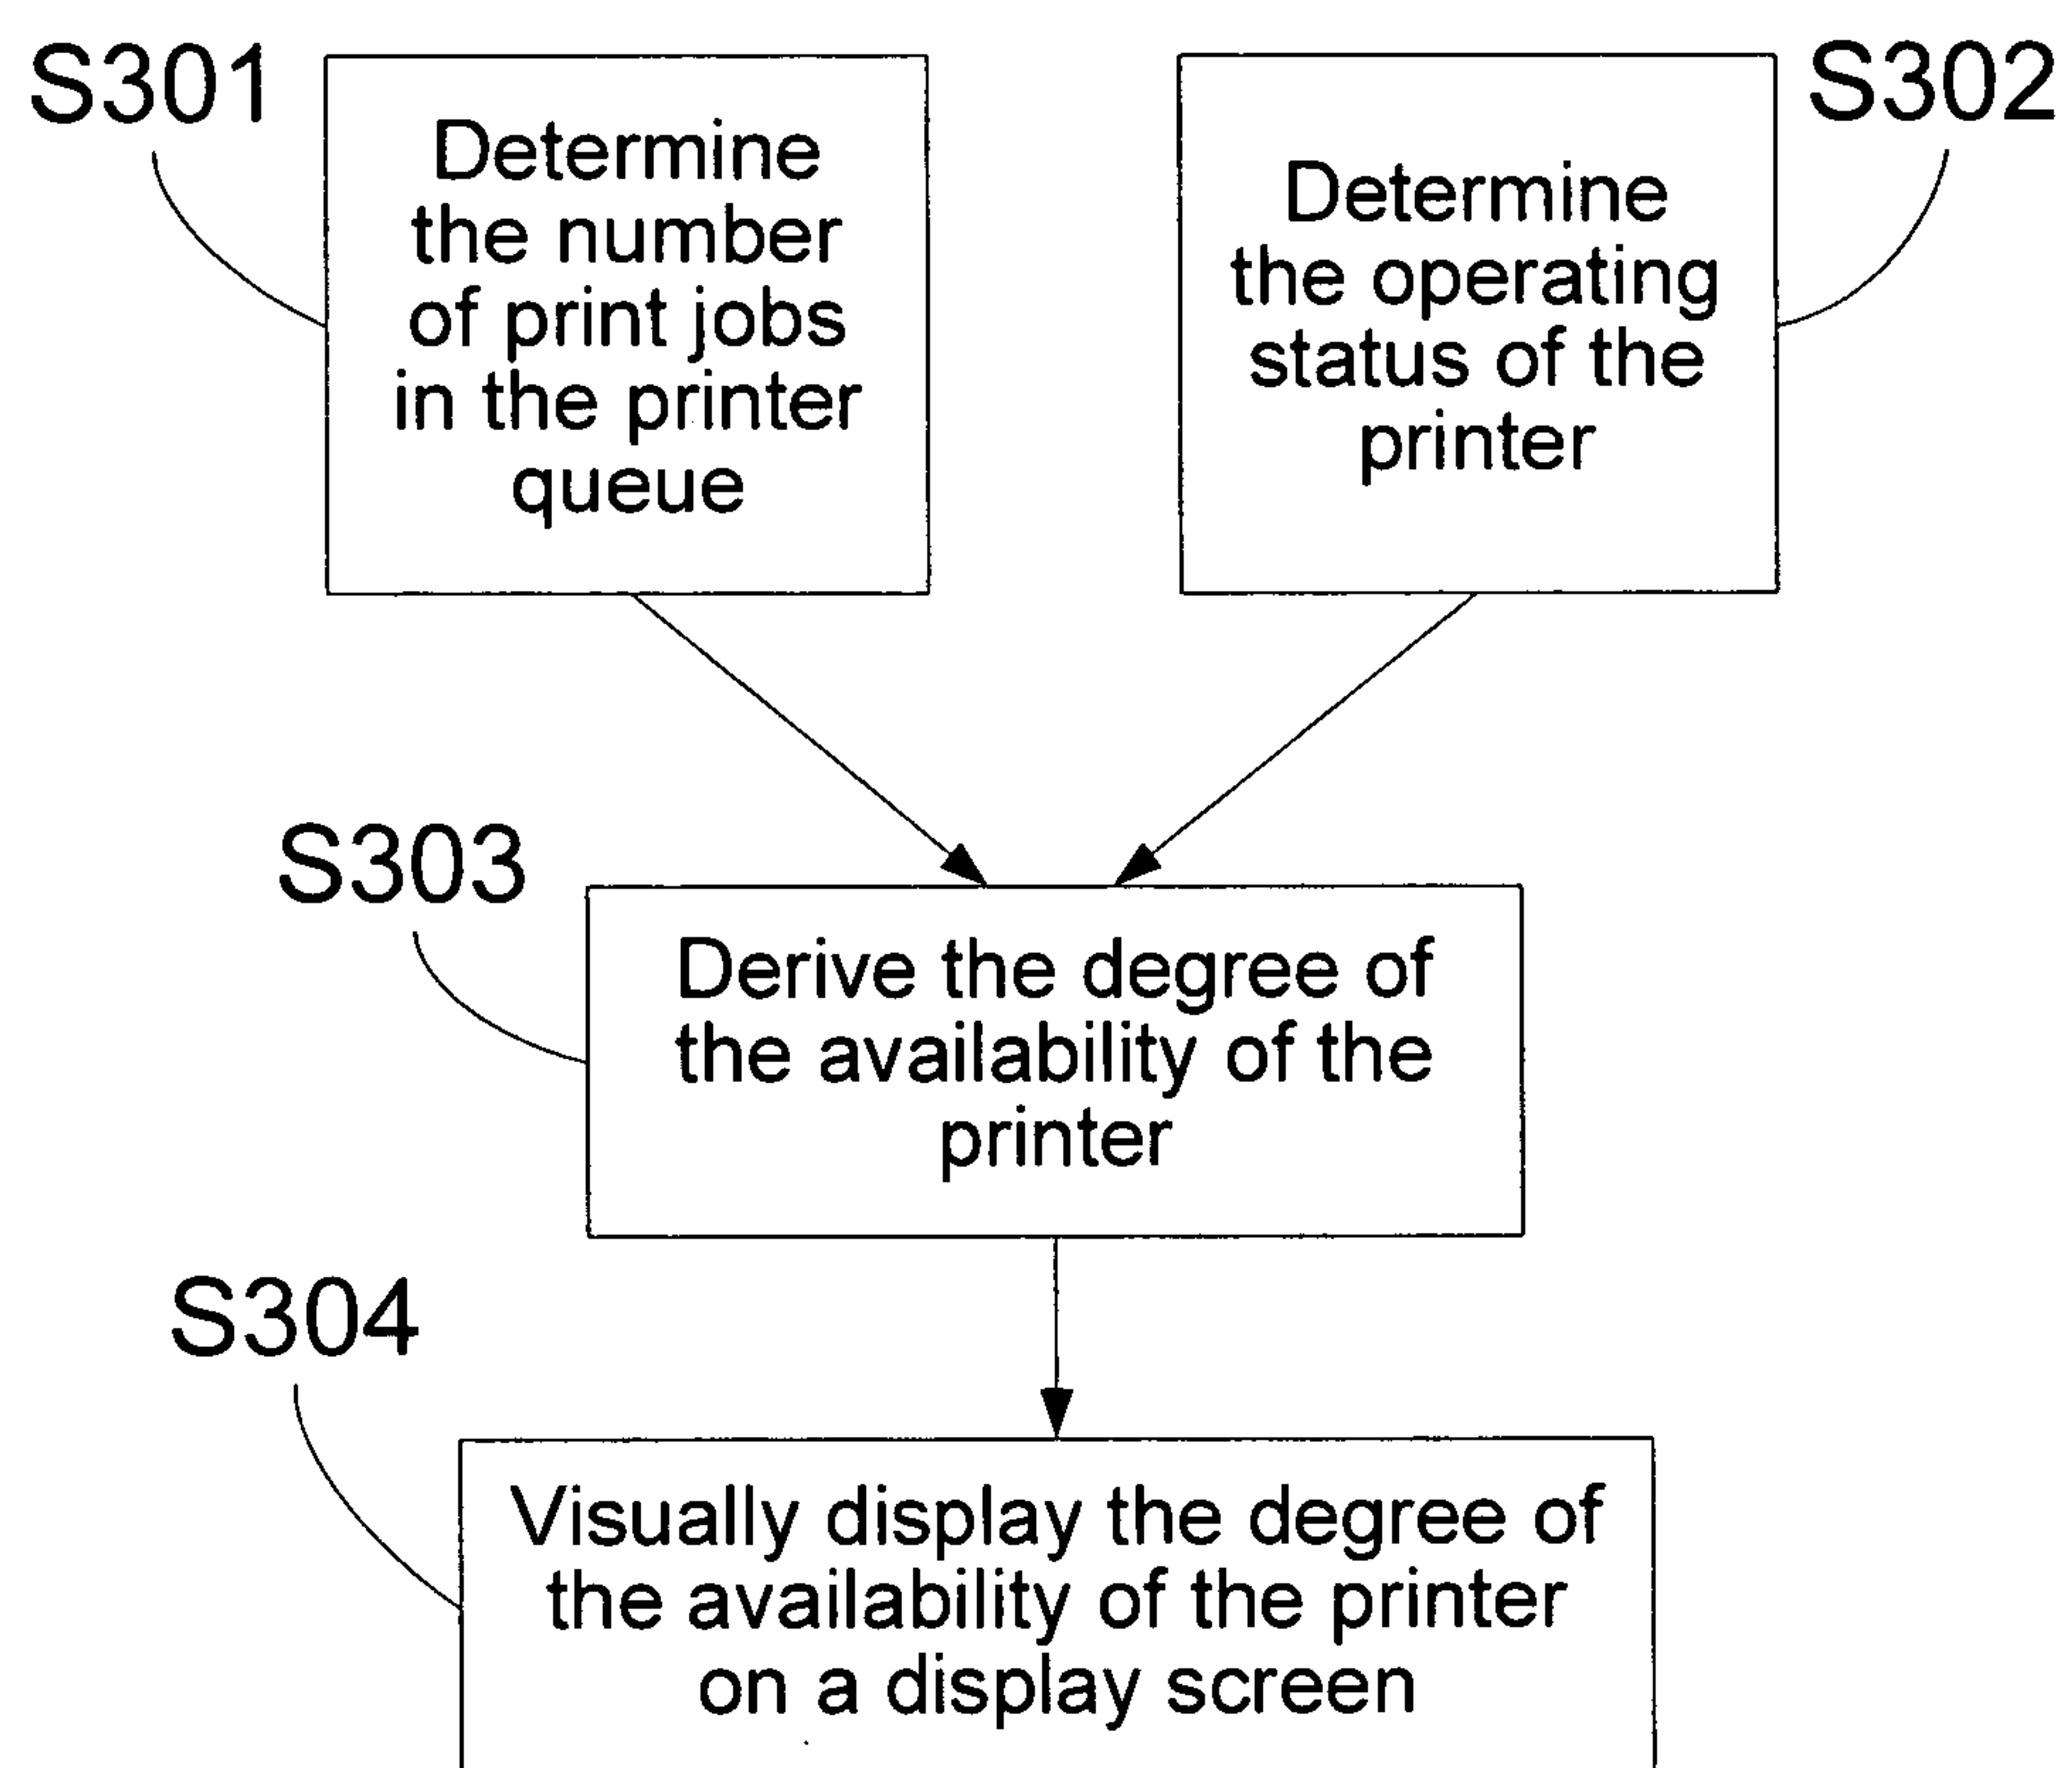 S301
Determine
the number
of print jobs
in the printer
queue
S302
Determine
the operating
status of the
printer
S303
Derive the degree of
the availability of the
printer
S304
Visually display the degree of
the availability of the printer
on a display screen